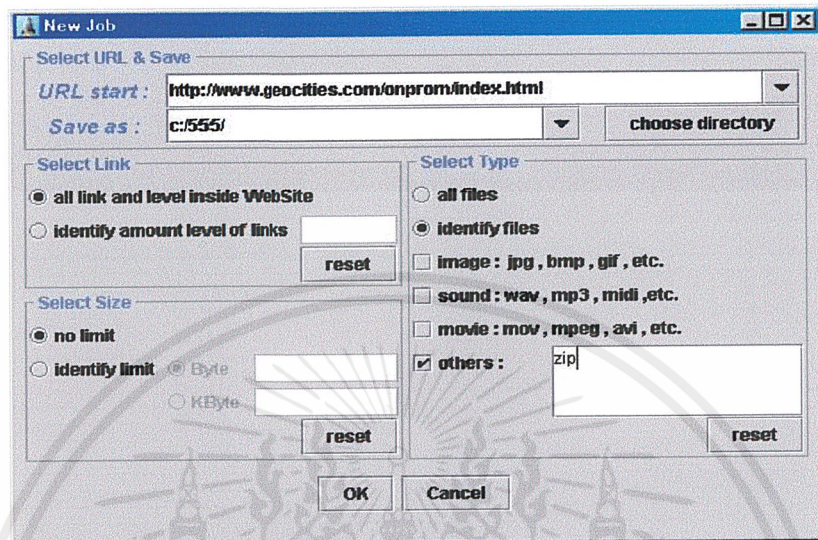 New Job
Select URL & Save
URL start :
http://www.geocities.com/onprom/index.html
Save as :
c:/555/
choose directory
Select Link
all link and level inside WebSite
identify amount level of links
reset
Select Size
no limit
identify limit
Byte
KByte
reset
Select Type
all files
identify files
image : jpg , bmp , gif , etc.
sound : wav , mp3 , midi ,etc.
movie : mov , mpeg , avi , etc.
others :
zip
reset
OK
Cancel